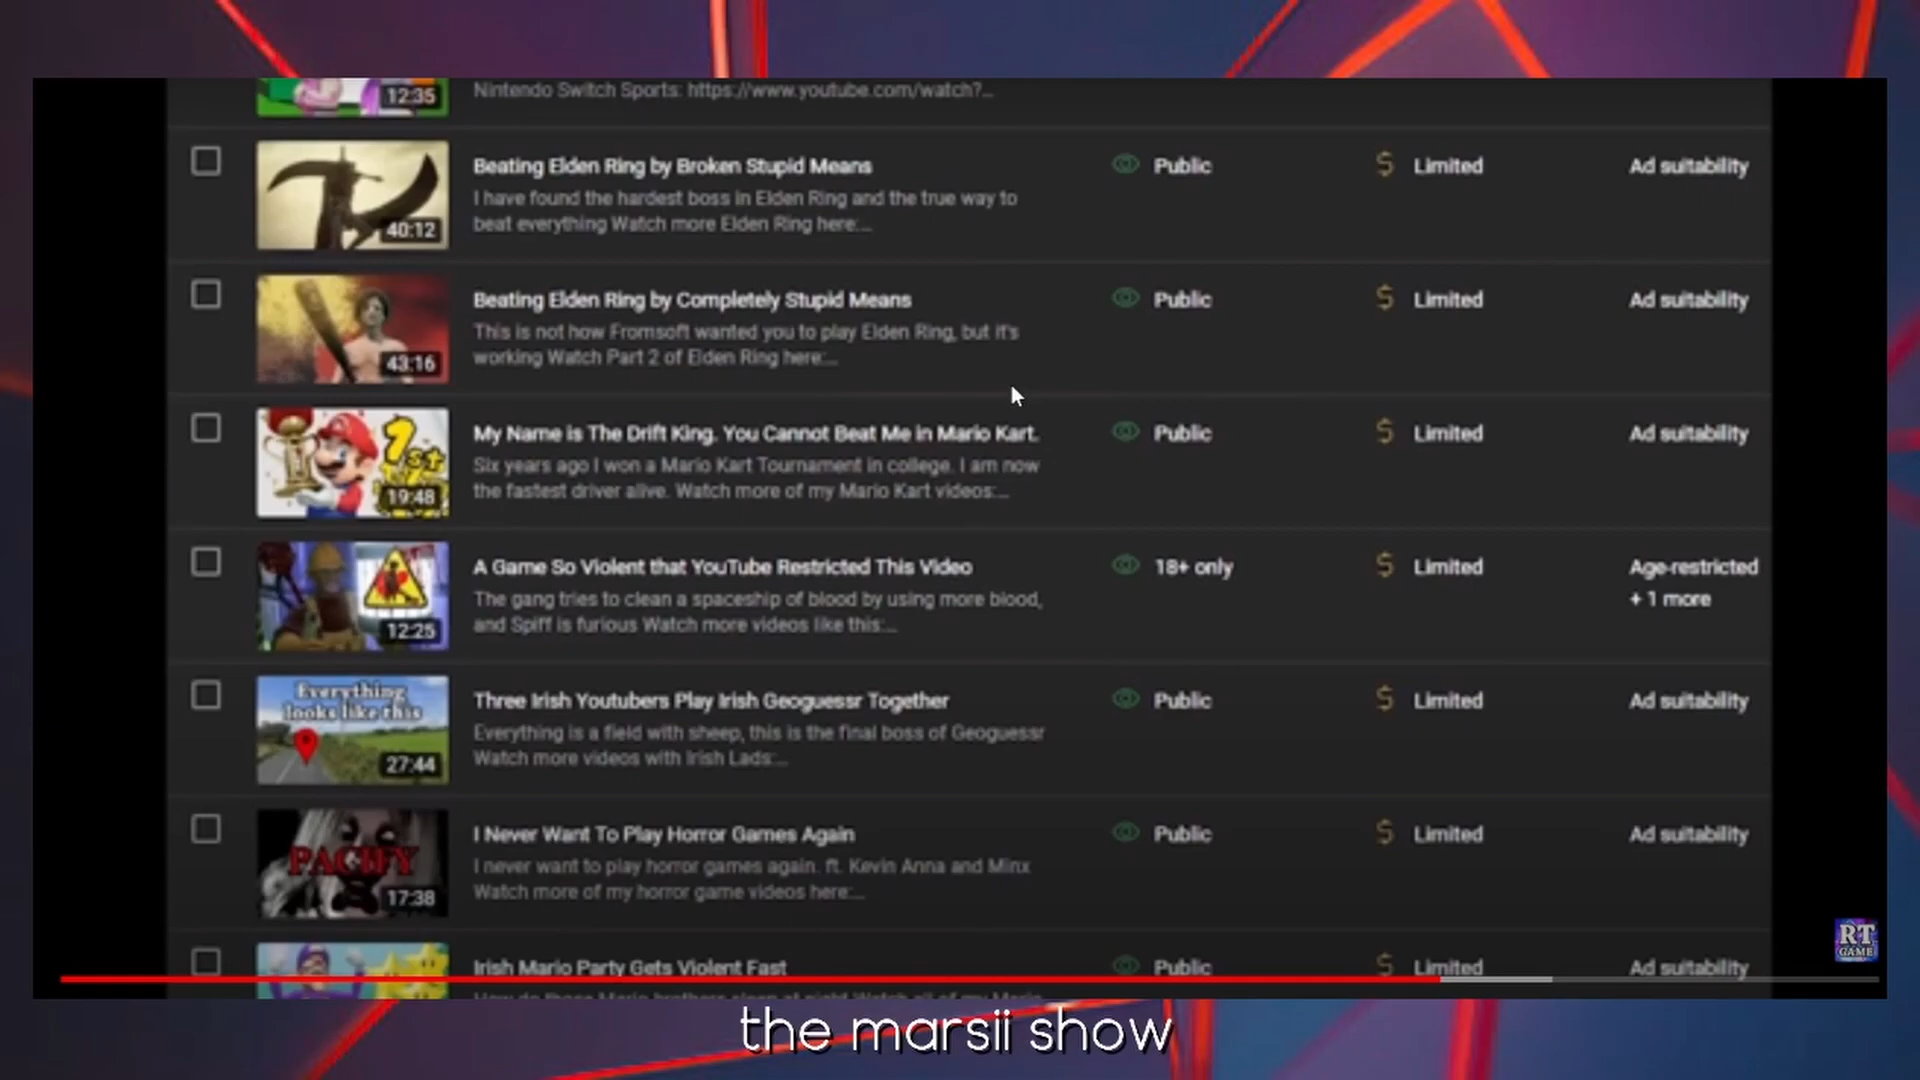 12:35
Nintendo Switch Sports: https://www.youtube.com/watch?...
Beating Elden Ring by Broken Stupid Means
Public
Limited
Ad suitability
I have found the hardest boss in Elden Ring and the true way to
beat everything Watch more Elden Ring here:...
40:12
Beating Elden Ring by Completely Stupid Means
Public
Limited
Ad suitability
This is not how Fromsoft wanted you to play Elden Ring, but it's
working Watch Part 2 of Elden Ring here:...
43:16
My Name is The Drift King. You Cannot Beat Me in Mario Kart.
Public
Limited
Ad suitability
Six years ago I won a Mario Kart Tournament in college. I am now
the fastest driver alive. Watch more of my Mario Kart videos:...
1st
19:48
A Game So Violent that YouTube Restricted This Video
18+ only
Limited
Age-restricted
+ 1 more
The gang tries to clean a spaceship of blood by using more blood,
and Spiff is furious Watch more videos like this:...
12:25
Everything
looks like this
27:44
Three Irish Youtubers Play Irish Geoguessr Together
Public
Limited
Ad suitability
Everything is a field with sheep, this is the final boss of Geoguessr
Watch more videos with Irish Lads:...
PACIFY
17:38
I Never Want To Play Horror Games Again
Public
Limited
Ad suitability
I never want to play horror games again. ft. Kevin Anna and Minx
Watch more of my horror game videos here:...
Irish Mario Party Gets Violent Fast
Public
Limited
Ad suitability
RT
GAME
the marsii show